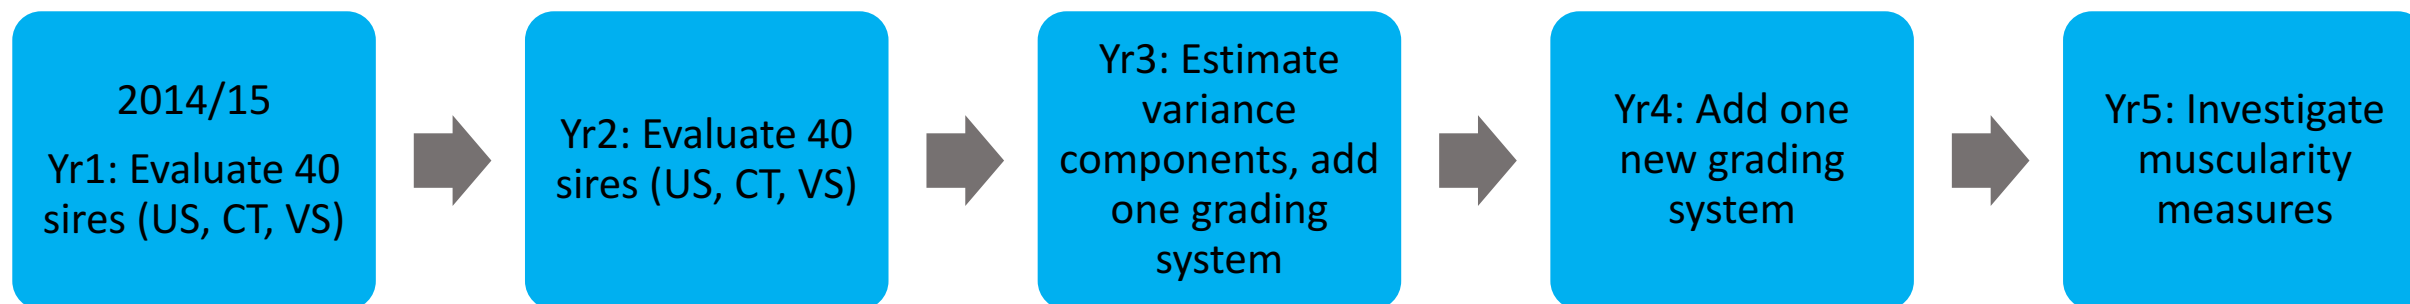 2014/15
Yr1: Evaluate 40
sires (US, CT, VS)
Yr2: Evaluate 40
sires (US, CT, VS)
Yr3: Estimate
variance
components, add
one grading
system
Yr4: Add one
new grading
system
Yr5: Investigate
muscularity
measures